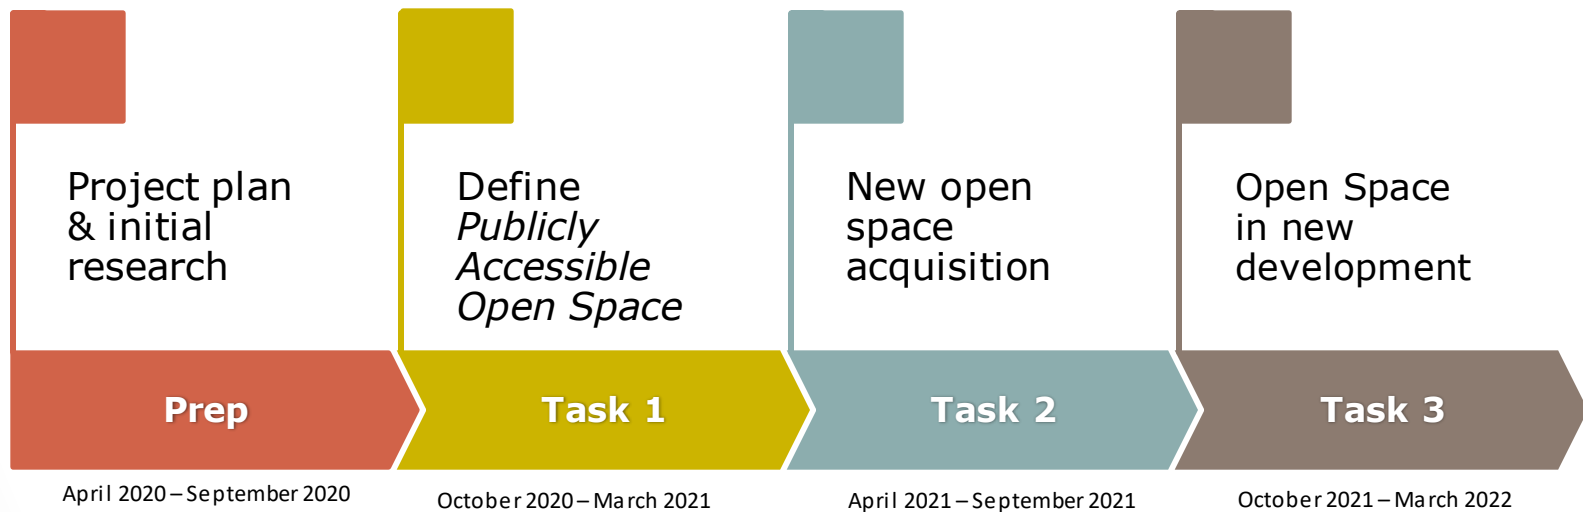 Project plan
& initial
research
Define
Publicly
Accessible
Open Space
New open
space
acquisition
Open Space
in new
development
Prep
Task 1
Task 2
Task 3
April 2020 – September 2020
October 2020 – March 2021
April 2021 – September 2021
October 2021 – March 2022